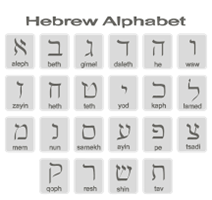 Hebrew Alphabet
א ב ג ד ה ו
aleph beth gimel daleth he waw
ז ח ט י כ ל
zayin heth teth yod kaph lamed
מ נ ס ע פ צ
mem nun samekh ayin pe tsadi
ק ר ש ת
qoph resh shin tav